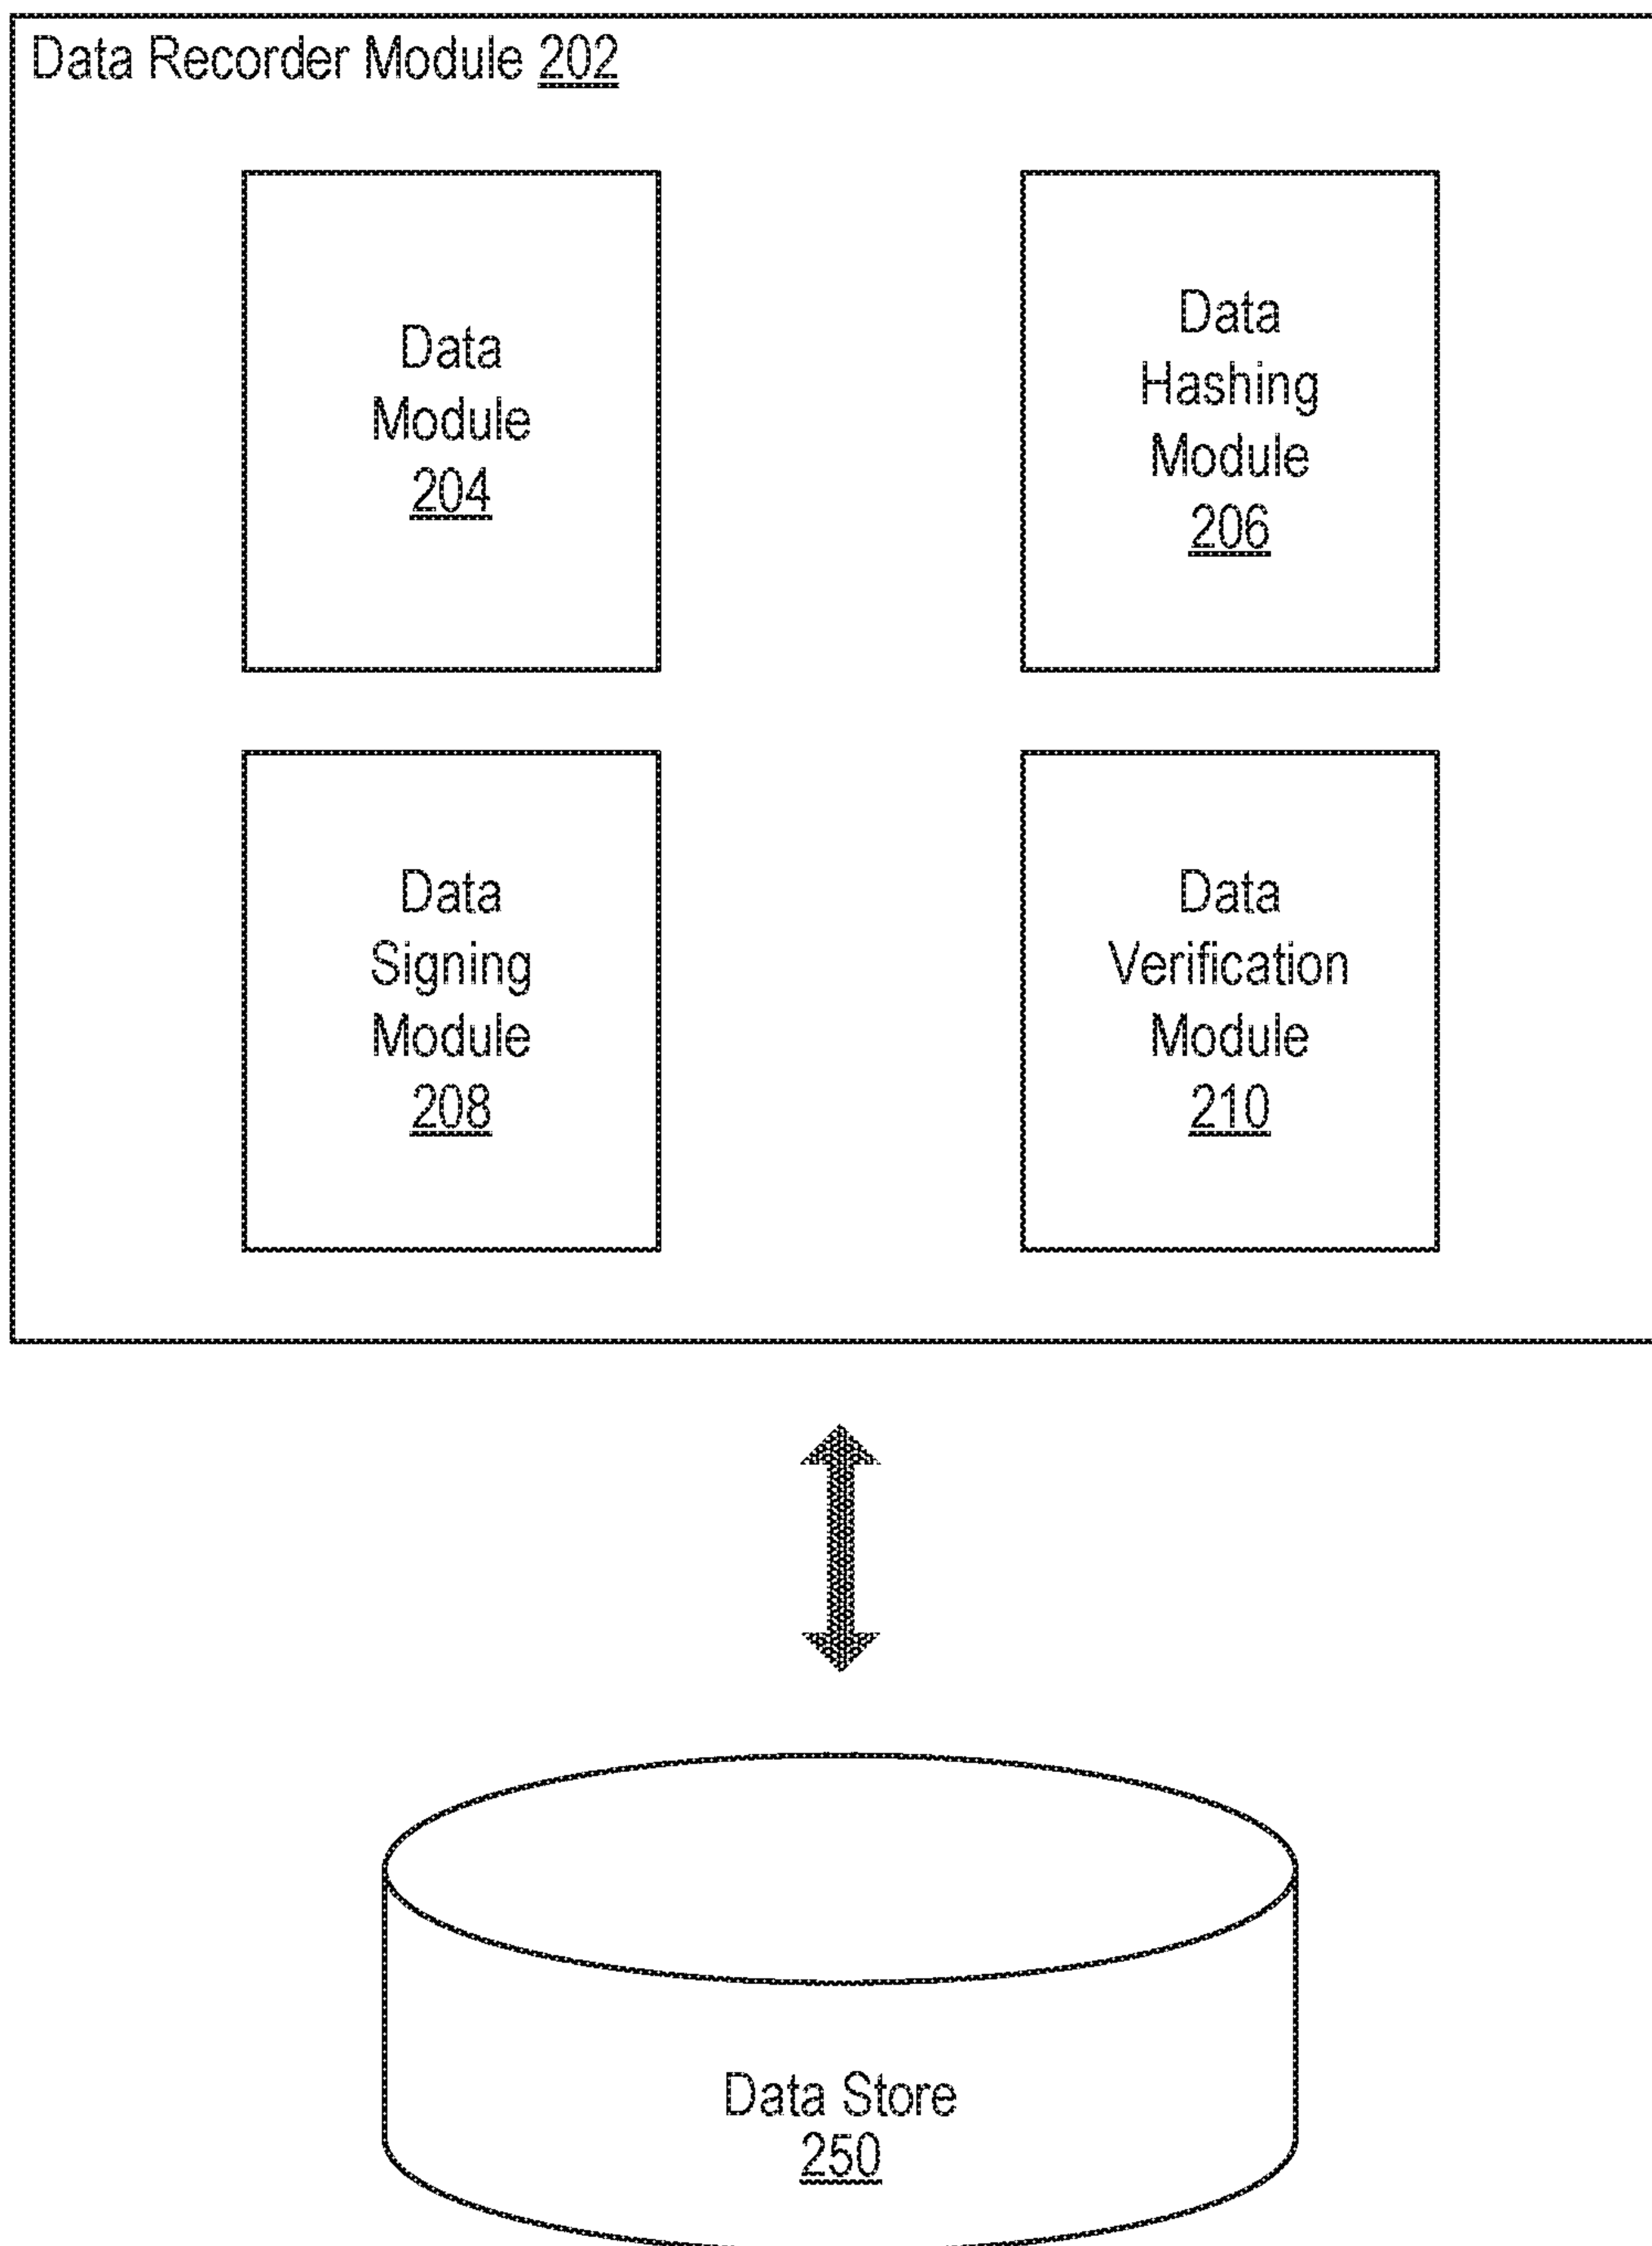 Data Recorder Module 202
Data
Module
204
Data
Hashing
Module
206
Data
Signing
Module
208
Data
Verification
Module
210
Data Store
250